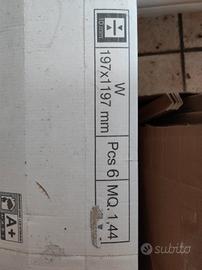 W
197x1197 mm
Pcs 6
MQ. 1,44
A+
subito